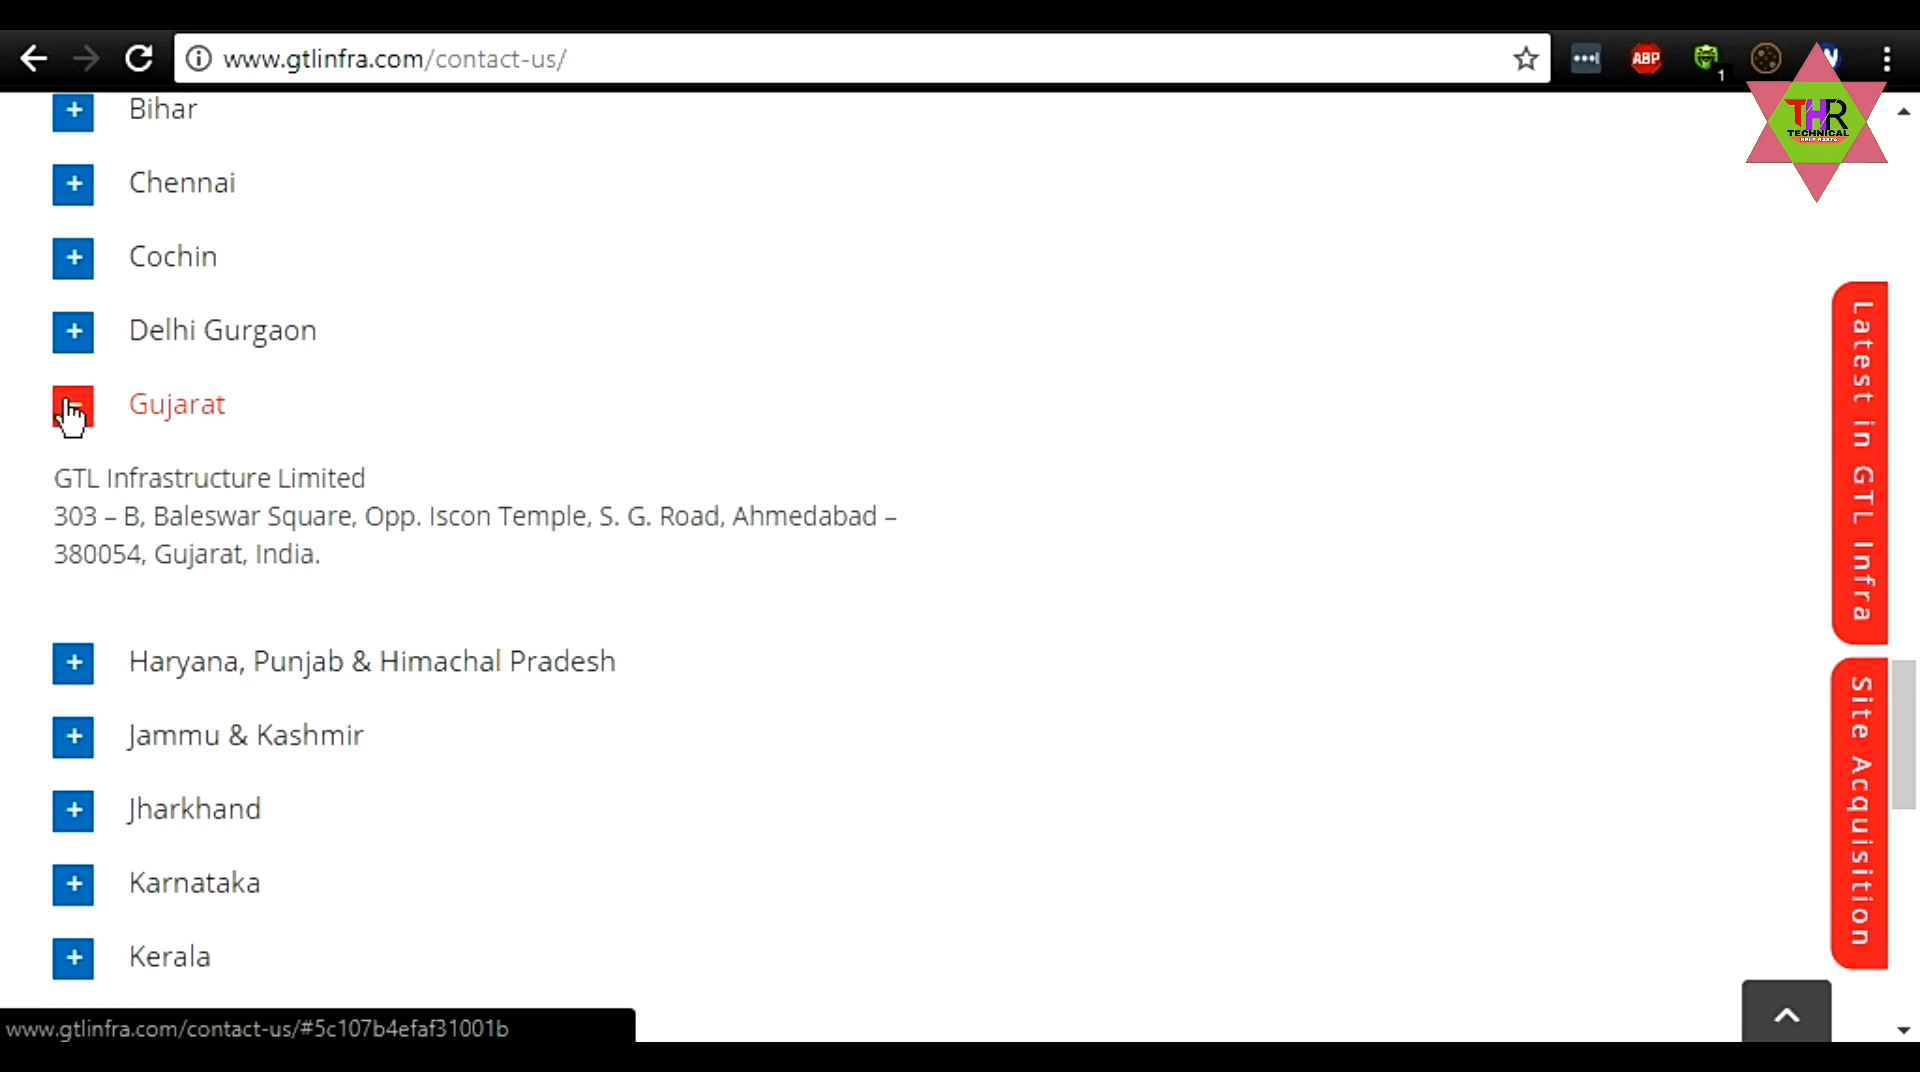 www.gtlinfra.com/contact-us/
ABP
1
THR
TECHNICAL
Bihar
Chennai
Cochin
Delhi Gurgaon
Gujarat
GTL Infrastructure Limited
303 – B, Baleswar Square, Opp. Iscon Temple, S. G. Road, Ahmedabad –
380054, Gujarat, India.
Haryana, Punjab & Himachal Pradesh
Jammu & Kashmir
Jharkhand
Karnataka
Kerala
Latest in GTL Infra
Site Acquisition
www.gtlinfra.com/contact-us/#5c107b4efaf31001b